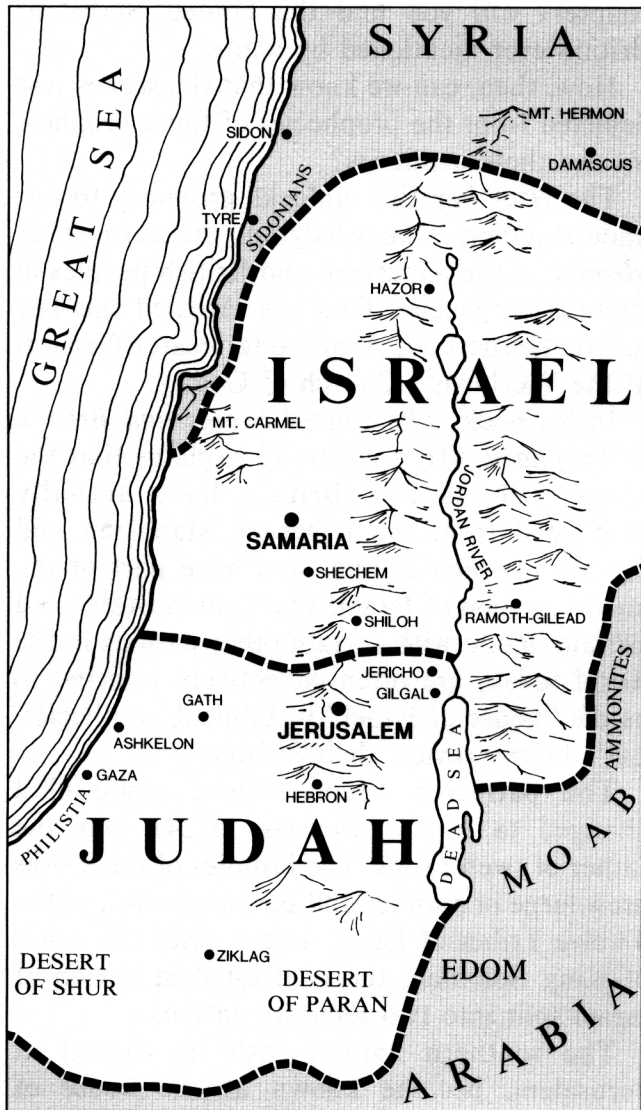 SYRIA
GREAT SEA
MT. HERMON
SIDON
DAMASCUS
TYRE
SIDONIANS
HAZOR
ISRAEL
MT. CARMEL
JORDAN RIVER
SAMARIA
SHECHEM
RAMOTH-GILEAD
SHILOH
JERICHO
GILGAL
GATH
JERUSALEM
ASHKELON
AMMONITES
GAZA
HEBRON
PHILISTIA
JUDAH
DEAD SEA
MOAB
ZIKLAG
DESERT
OF SHUR
DESERT
OF PARAN
EDOM
ARABIA